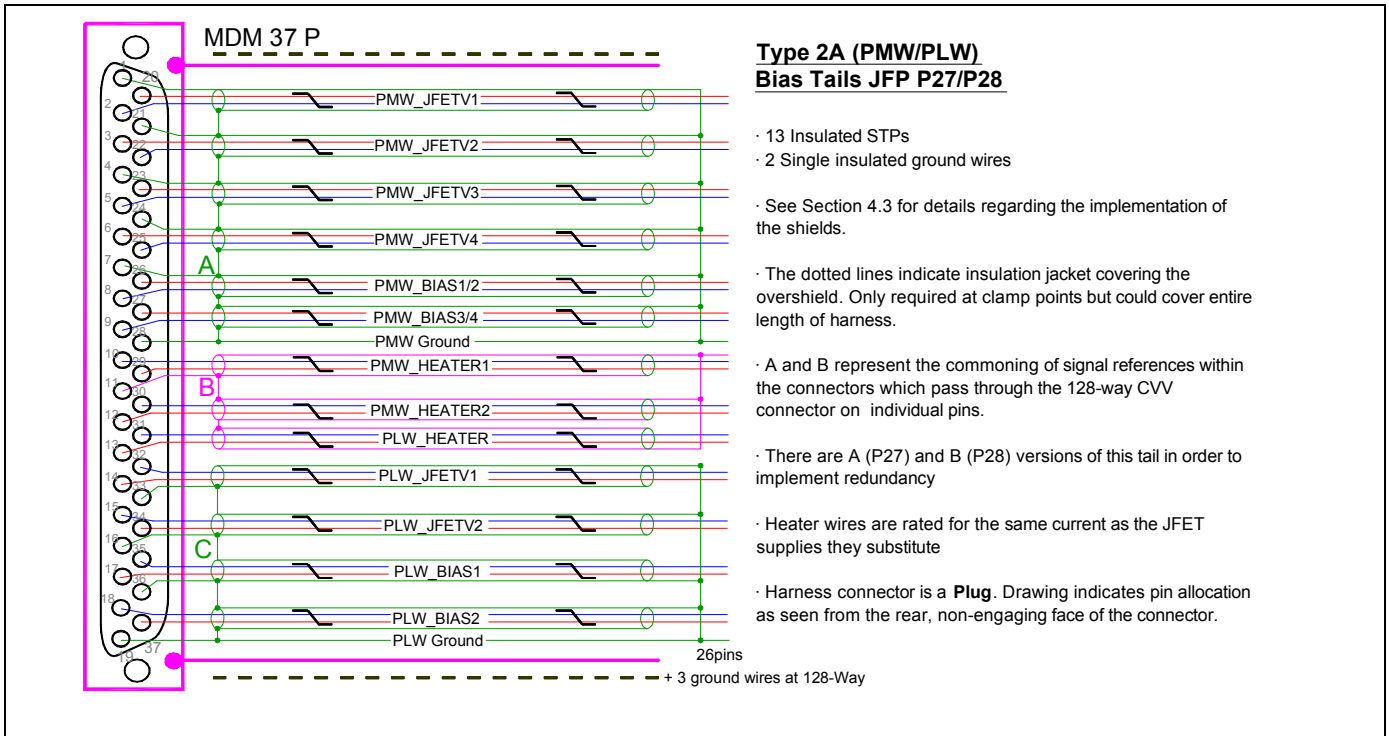 MDM 37 P
1
20
2
21
3
22
4
23
5
24
6
25
7
26
8
27
9
28
10
29
11
30
12
31
13
32
14
33
15
34
16
35
17
36
18
37
19
PMW_JFETV1
PMW_JFETV2
PMW_JFETV3
PMW_JFETV4
A
PMW_BIAS1/2
PMW_BIAS3/4
PMW Ground
PMW_HEATER1
B
PMW_HEATER2
PLW_HEATER
PLW_JFETV1
PLW_JFETV2
C
PLW_BIAS1
PLW_BIAS2
PLW Ground
26pins
+ 3 ground wires at 128-Way
Type 2A (PMW/PLW)
Bias Tails JFP P27/P28
· 13 Insulated STPs
· 2 Single insulated ground wires
· See Section 4.3 for details regarding the implementation of
the shields.
· The dotted lines indicate insulation jacket covering the
overshield. Only required at clamp points but could cover entire
length of harness.
· A and B represent the commoning of signal references within
the connectors which pass through the 128-way CVV
connector on individual pins.
· There are A (P27) and B (P28) versions of this tail in order to
implement redundancy
· Heater wires are rated for the same current as the JFET
supplies they substitute
· Harness connector is a Plug. Drawing indicates pin allocation
as seen from the rear, non-engaging face of the connector.